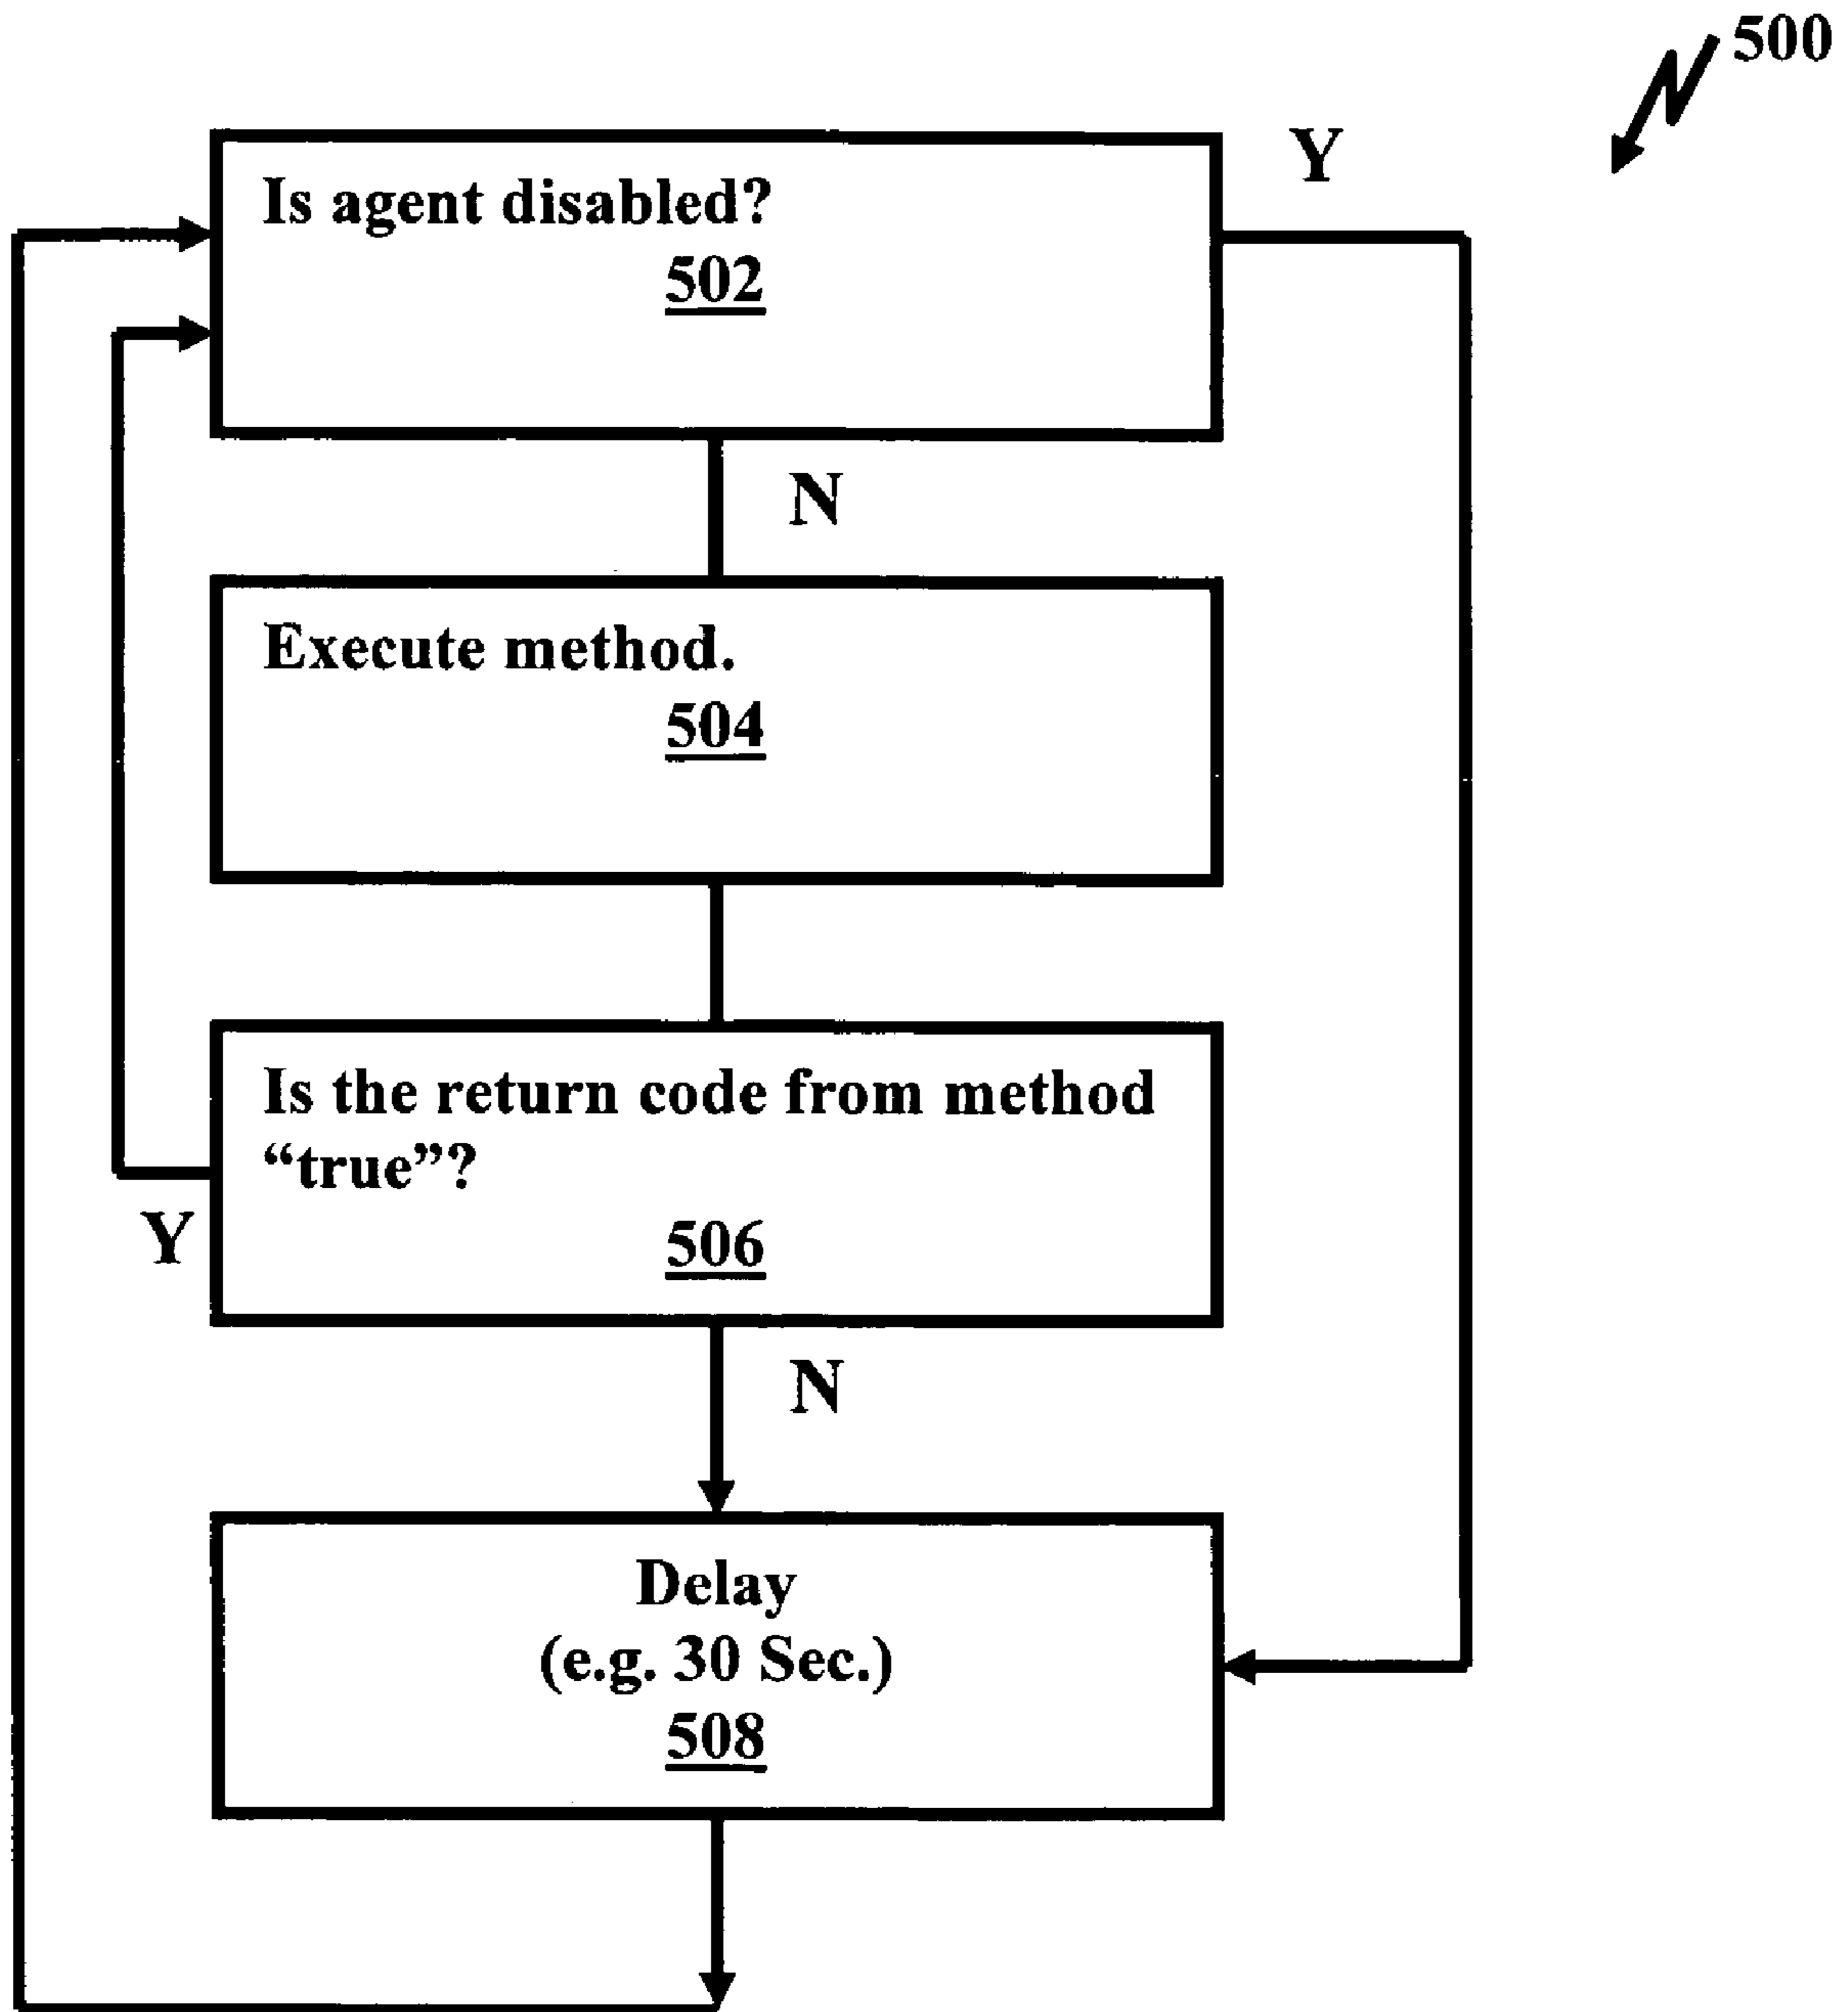 500
Y
Is agent disabled?
502
N
Execute method.
504
Is the return code from method
“true”?
506
Y
N
Delay
(e.g. 30 Sec.)
508